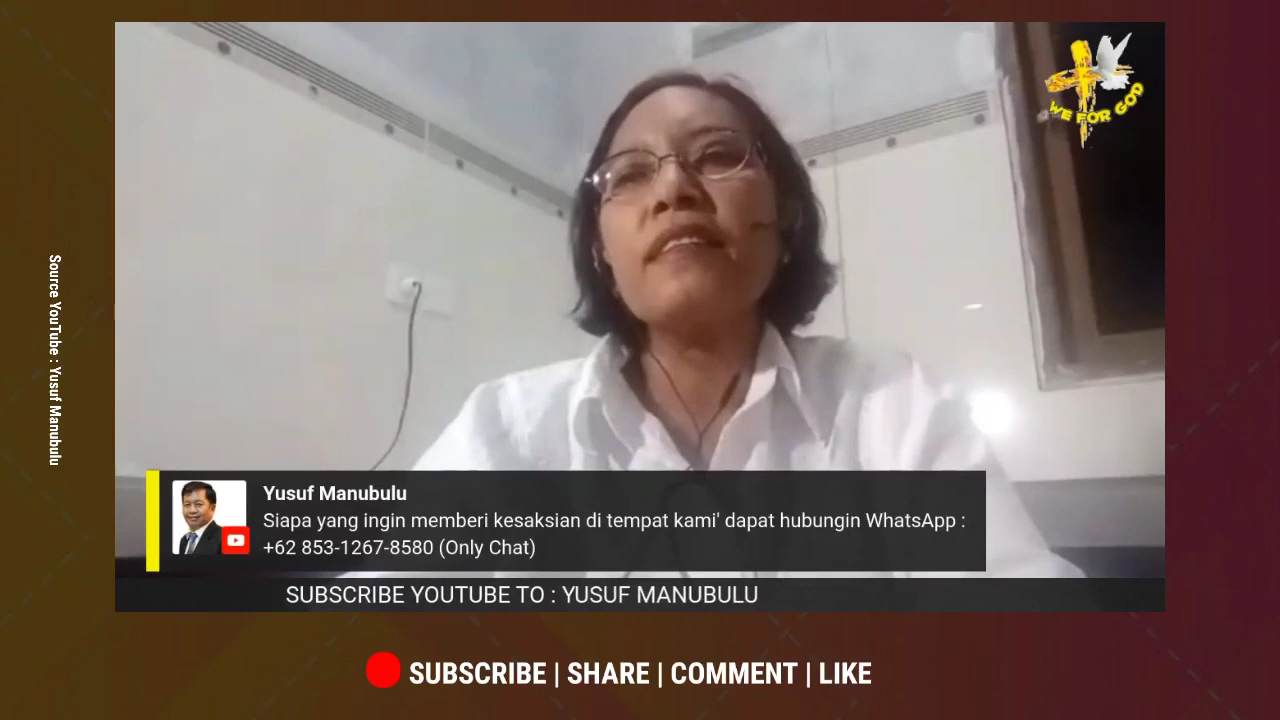 WE FOR GOD
Source YouTube : Yusuf Manubulu
Yusuf Manubulu
Siapa yang ingin memberi kesaksian di tempat kami' dapat hubungin WhatsApp :
+62 853-1267-8580 (Only Chat)
SUBSCRIBE YOUTUBE TO : YUSUF MANUBULU
SUBSCRIBE | SHARE | COMMENT | LIKE